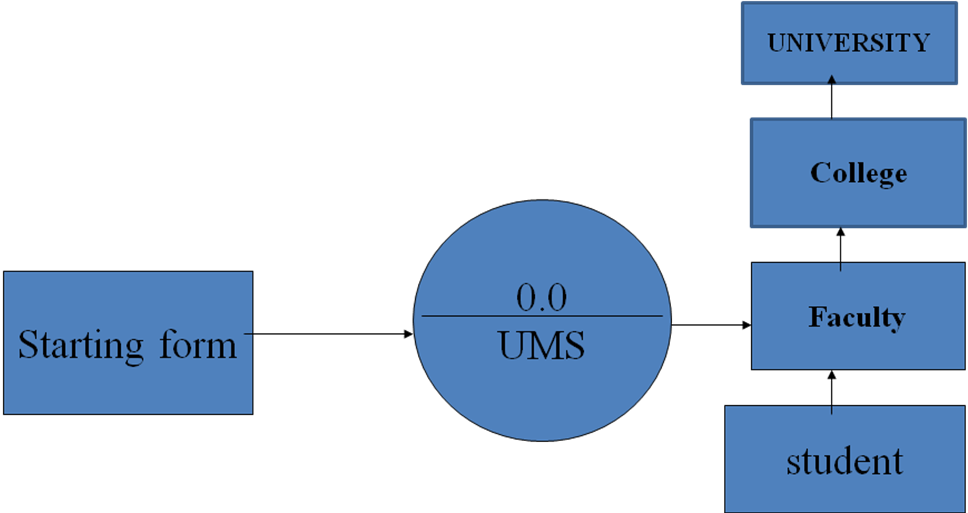 UNIVERSITY
College
0.0
Faculty
Starting form
UMS
student